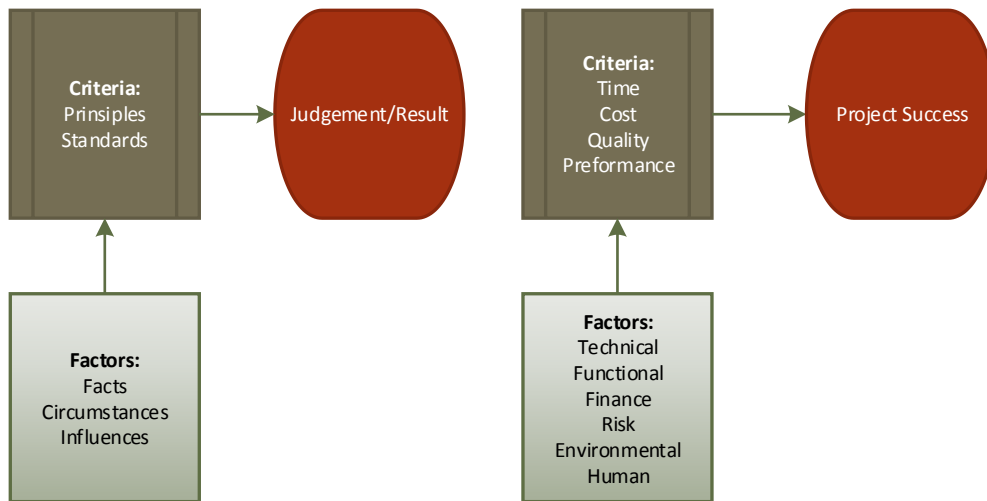 Criteria:
Prinsiples
Standards
Judgement/Result
Factors:
Facts
Circumstances
Influences
Criteria:
Time
Cost
Quality
Preformance
Project Success
Factors:
Technical
Functional
Finance
Risk
Environmental
Human